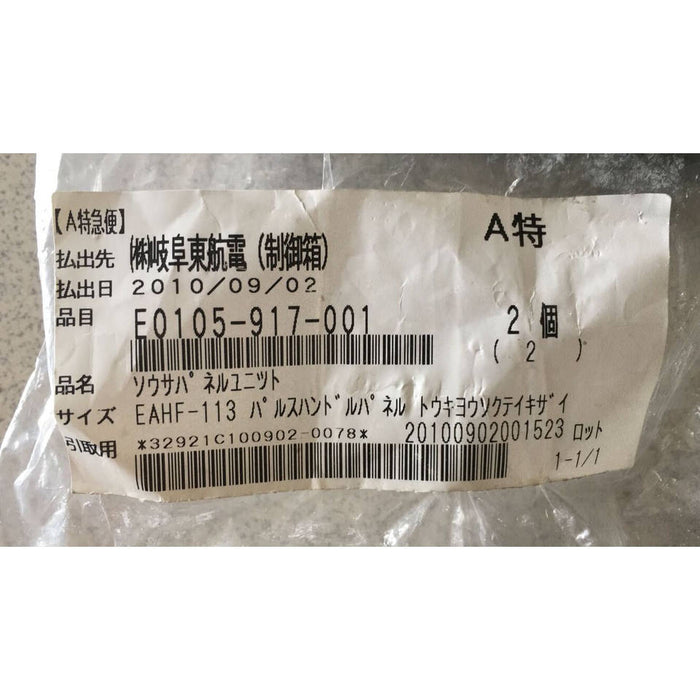 【A特急便】 A特
払出先 ㈱岐阜東航電 (制御箱)
払出日 2010/09/02
品目 E0105-917-001 2 個
( 2 )
品名 ソウサパネルユニツト
サイズ EAHF-113 パルスハンドルパネル トウキヨウソクテイキザイ
引取用 *32921C100902-0078* 20100902001523 ロット
1-1/1